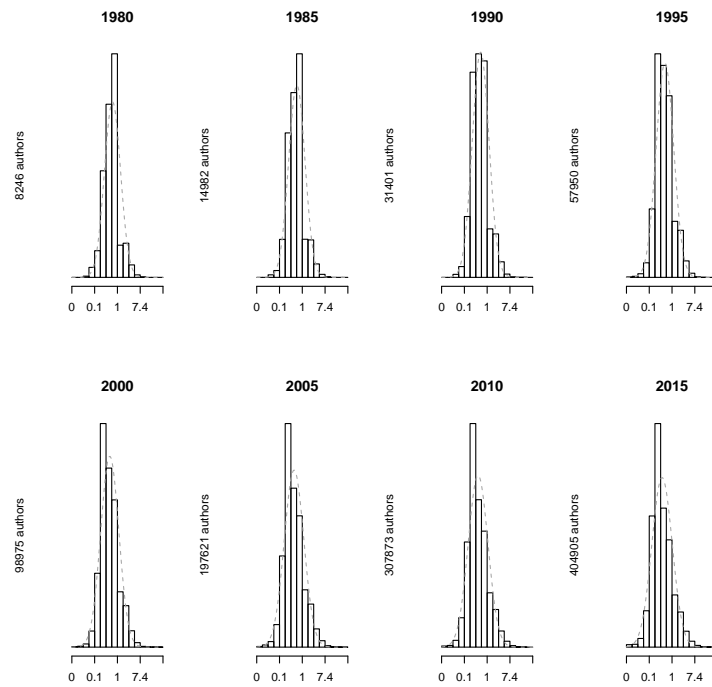 1980
1985
1990
1995
8246 authors
14982 authors
31401 authors
57950 authors
0 0.1 1 7.4
0 0.1 1 7.4
0 0.1 1 7.4
0 0.1 1 7.4
2000
2005
2010
2015
98975 authors
197621 authors
307873 authors
404905 authors
0 0.1 1 7.4
0 0.1 1 7.4
0 0.1 1 7.4
0 0.1 1 7.4